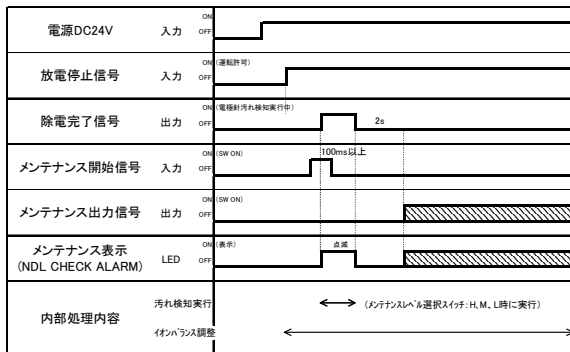 電源DC24V 入力 ON OFF
放電停止信号 入力 ON OFF (運転許可)
除電完了信号 出力 ON OFF (電極針汚れ検知実行中) 2s
メンテナンス開始信号 入力 ON OFF (SW ON) 100ms以上
メンテナンス出力信号 出力 ON OFF (SW ON)
メンテナンス表示 (NDL CHECK ALARM) LED ON OFF (表示) 点滅
内部処理内容
汚れ検知実行 (メンテナンスレベル選択スイッチ:H、M、L時に実行)
イオンバランス調整